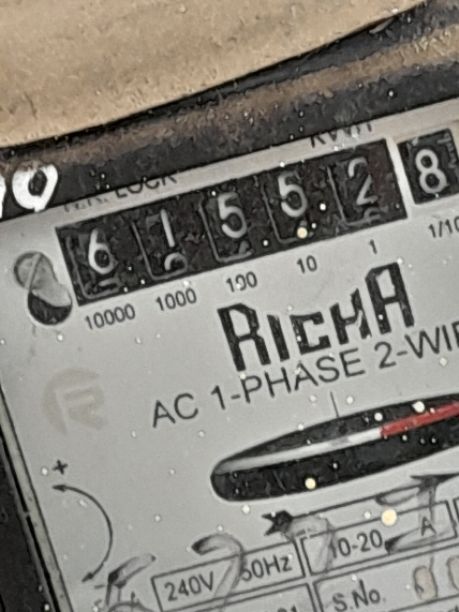 KWH
LOCK
6 1 5 5 2 8
10000 1000 100 10 1 1/10
RICHA
AC 1-PHASE 2-WI
+
240V 50Hz 10-20 A
S.No.